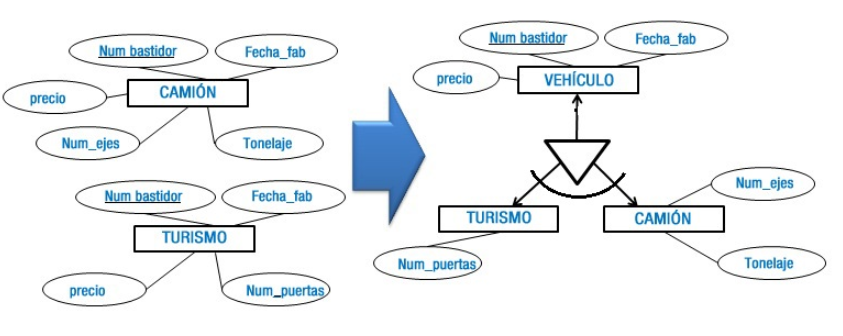 Num bastidor
Fecha_fab
precio
CAMIÓN
Num_ejes
Tonelaje
Num bastidor
Fecha_fab
TURISMO
precio
Num_puertas
Num bastidor
Fecha_fab
precio
VEHÍCULO
Num_ejes
TURISMO
CAMIÓN
Num_puertas
Tonelaje